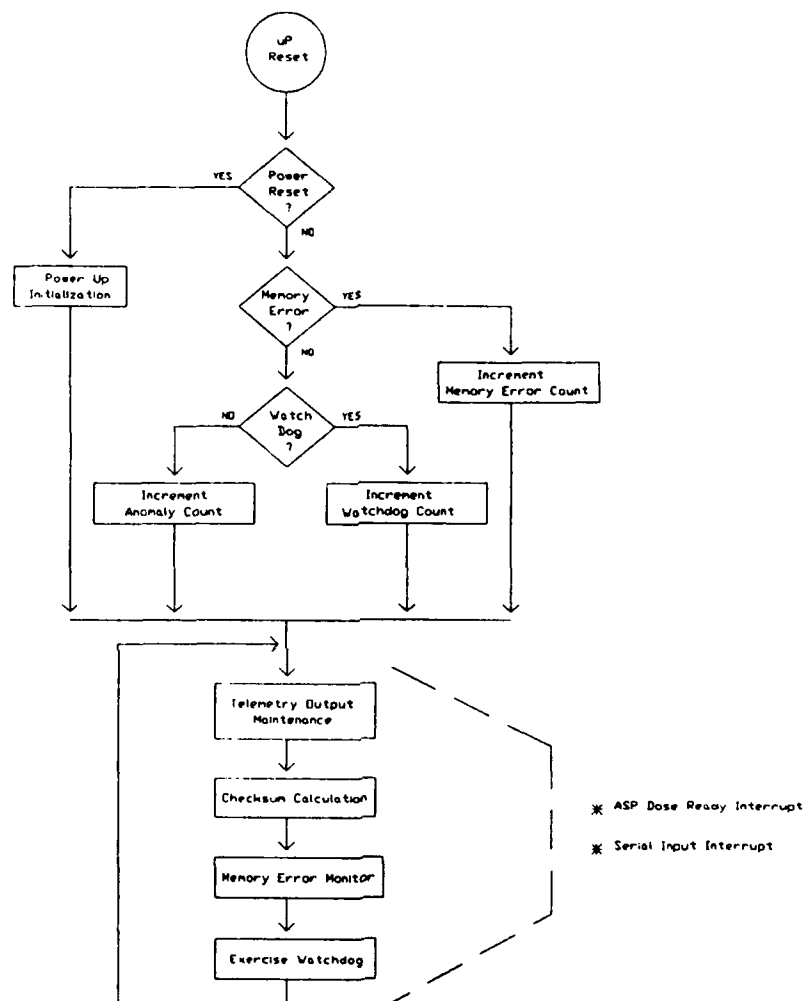 uP
Reset
Power
Reset
?
YES
NO
Power Up
Initialization
Memory
Error
?
YES
NO
Increment
Memory Error Count
Watch
Dog
?
NO
YES
Increment
Anomaly Count
Increment
Watchdog Count
Telemetry Output
Maintenance
Checksum Calculation
* ASP Dose Ready Interrupt
* Serial Input Interrupt
Memory Error Monitor
Exercise Watchdog